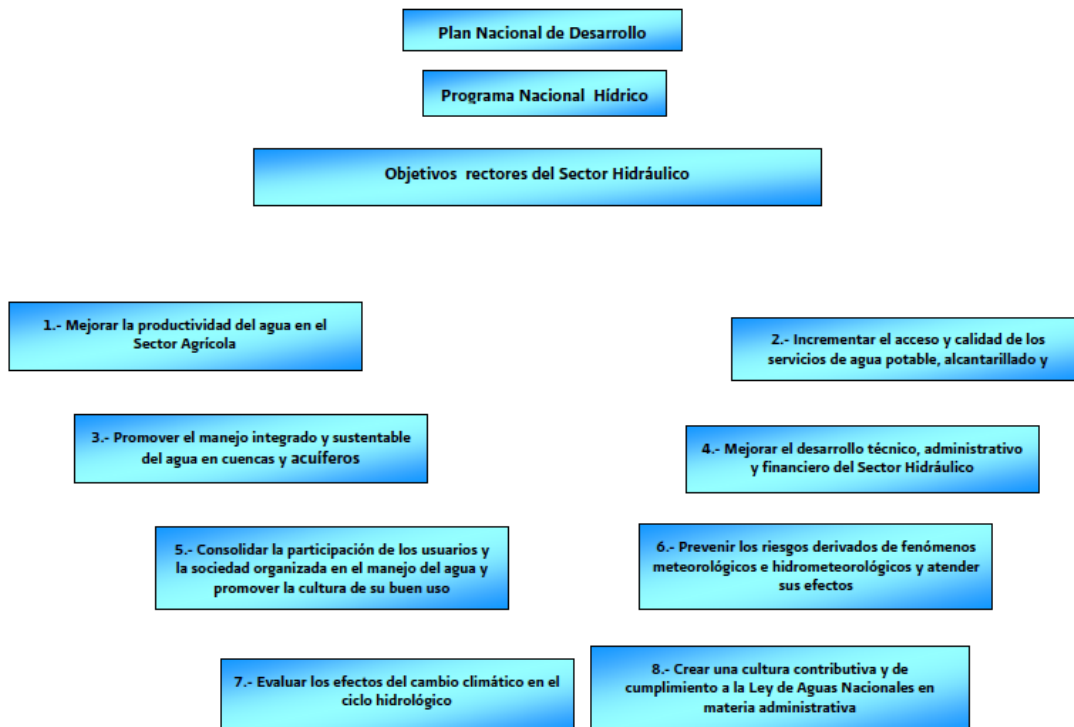 Plan Nacional de Desarrollo
Programa Nacional Hídrico
Objetivos rectores del Sector Hidráulico
1.- Mejorar la productividad del agua en el
Sector Agrícola
2.- Incrementar el acceso y calidad de los
servicios de agua potable, alcantarillado y
3.- Promover el manejo integrado y sustentable
del agua en cuencas y acuíferos
4.- Mejorar el desarrollo técnico, administrativo
y financiero del Sector Hidráulico
5.- Consolidar la participación de los usuarios y
la sociedad organizada en el manejo del agua y
promover la cultura de su buen uso
6.- Prevenir los riesgos derivados de fenómenos
meteorológicos e hidrometeorológicos y atender
sus efectos
7.- Evaluar los efectos del cambio climático en el
ciclo hidrológico
8.- Crear una cultura contributiva y de
cumplimiento a la Ley de Aguas Nacionales en
materia administrativa